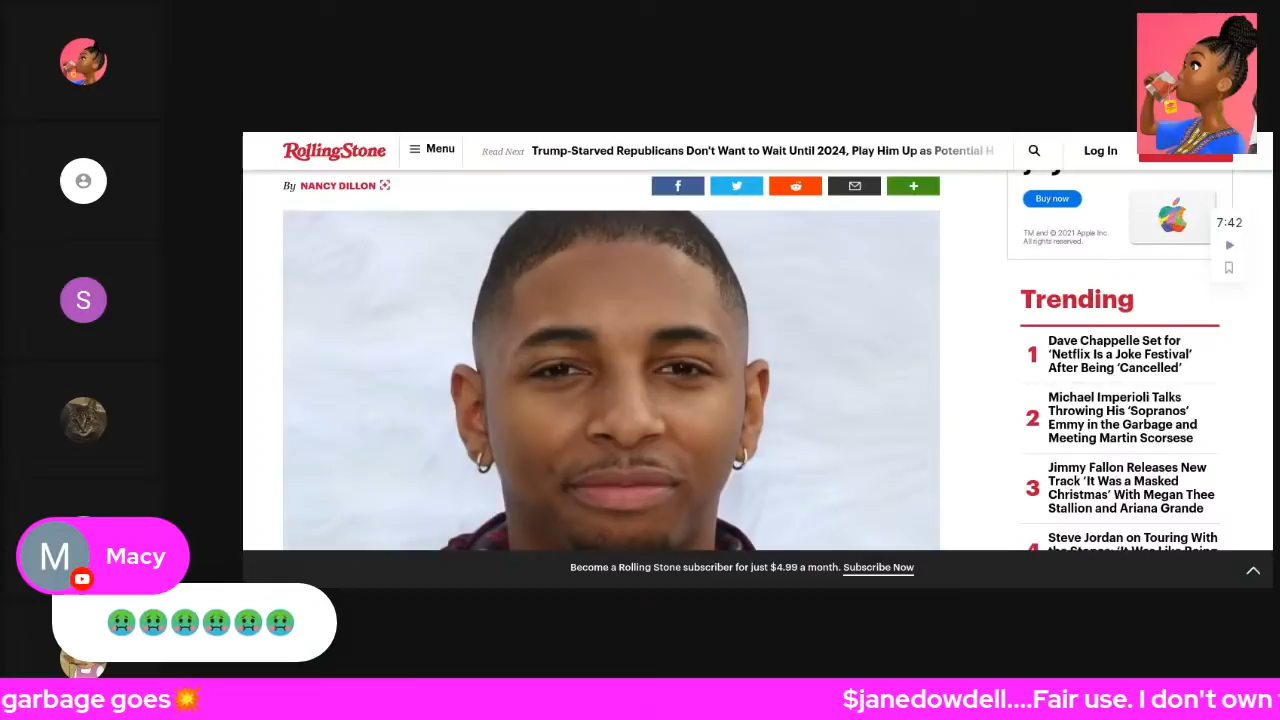 RollingStone
Menu
Read Next Trump-Starved Republicans Don't Want to Wait Until 2024, Play Him Up as Potential H
Log In
By NANCY DILLON
Buy now
TM and © 2021 Apple Inc.
All rights reserved.
7:42
Trending
1 Dave Chappelle Set for
'Netflix Is a Joke Festival'
After Being 'Cancelled'
2 Michael Imperioli Talks
Throwing His 'Sopranos'
Emmy in the Garbage and
Meeting Martin Scorsese
3 Jimmy Fallon Releases New
Track 'It Was a Masked
Christmas' With Megan Thee
Stallion and Ariana Grande
Steve Jordan on Touring With
S
M Macy
Become a Rolling Stone subscriber for just $4.99 a month. Subscribe Now
garbage goes💥 $janedowdell....Fair use. I don't own